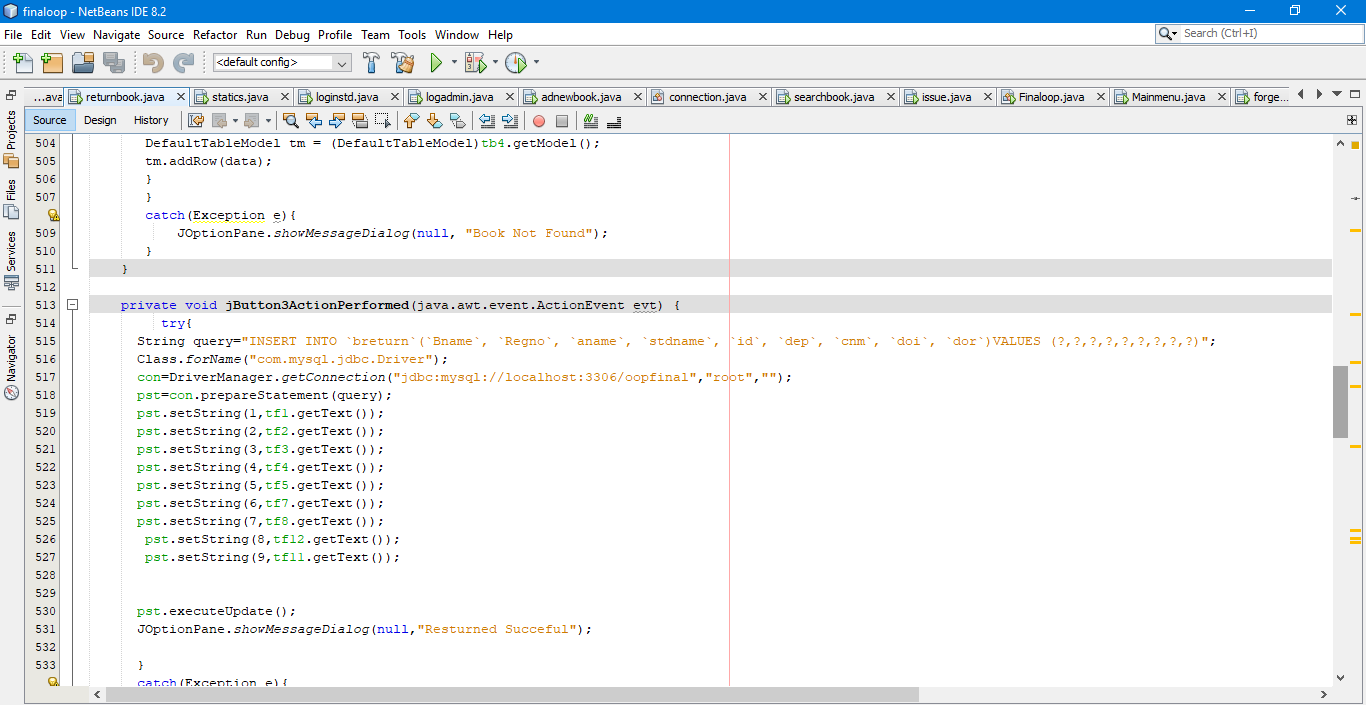 finaloop - NetBeans IDE 8.2
File Edit View Navigate Source Refactor Run Debug Profile Team Tools Window Help
Search (Ctrl+I)
<default config>
...ava returnbook.java statics.java loginstd.java logadmin.java adnewbook.java connection.java searchbook.java issue.java Finaloop.java Mainmenu.java forge...
Source Design History
Projects
Files
Services
Navigator
504 DefaultTableModel tm = (DefaultTableModel)tb4.getModel();
505 tm.addRow(data);
506 }
507 }
catch(Exception e){
509 JOptionPane.showMessageDialog(null, "Book Not Found");
510 }
511 }
512
513 private void jButton3ActionPerformed(java.awt.event.ActionEvent evt) {
514 try{
515 String query="INSERT INTO `breturn`(`Bname`, `Regno`, `aname`, `stdname`, `id`, `dep`, `cnm`, `doi`, `dor`)VALUES (?,?,?,?,?,?,?,?,?)";
516 Class.forName("com.mysql.jdbc.Driver");
517 con=DriverManager.getConnection("jdbc:mysql://localhost:3306/oopfinal","root","");
518 pst=con.prepareStatement(query);
519 pst.setString(1,tf1.getText());
520 pst.setString(2,tf2.getText());
521 pst.setString(3,tf3.getText());
522 pst.setString(4,tf4.getText());
523 pst.setString(5,tf5.getText());
524 pst.setString(6,tf7.getText());
525 pst.setString(7,tf8.getText());
526 pst.setString(8,tf12.getText());
527 pst.setString(9,tf11.getText());
528
529
530 pst.executeUpdate();
531 JOptionPane.showMessageDialog(null,"Resturned Succeful");
532
533 }
catch(Exception e){